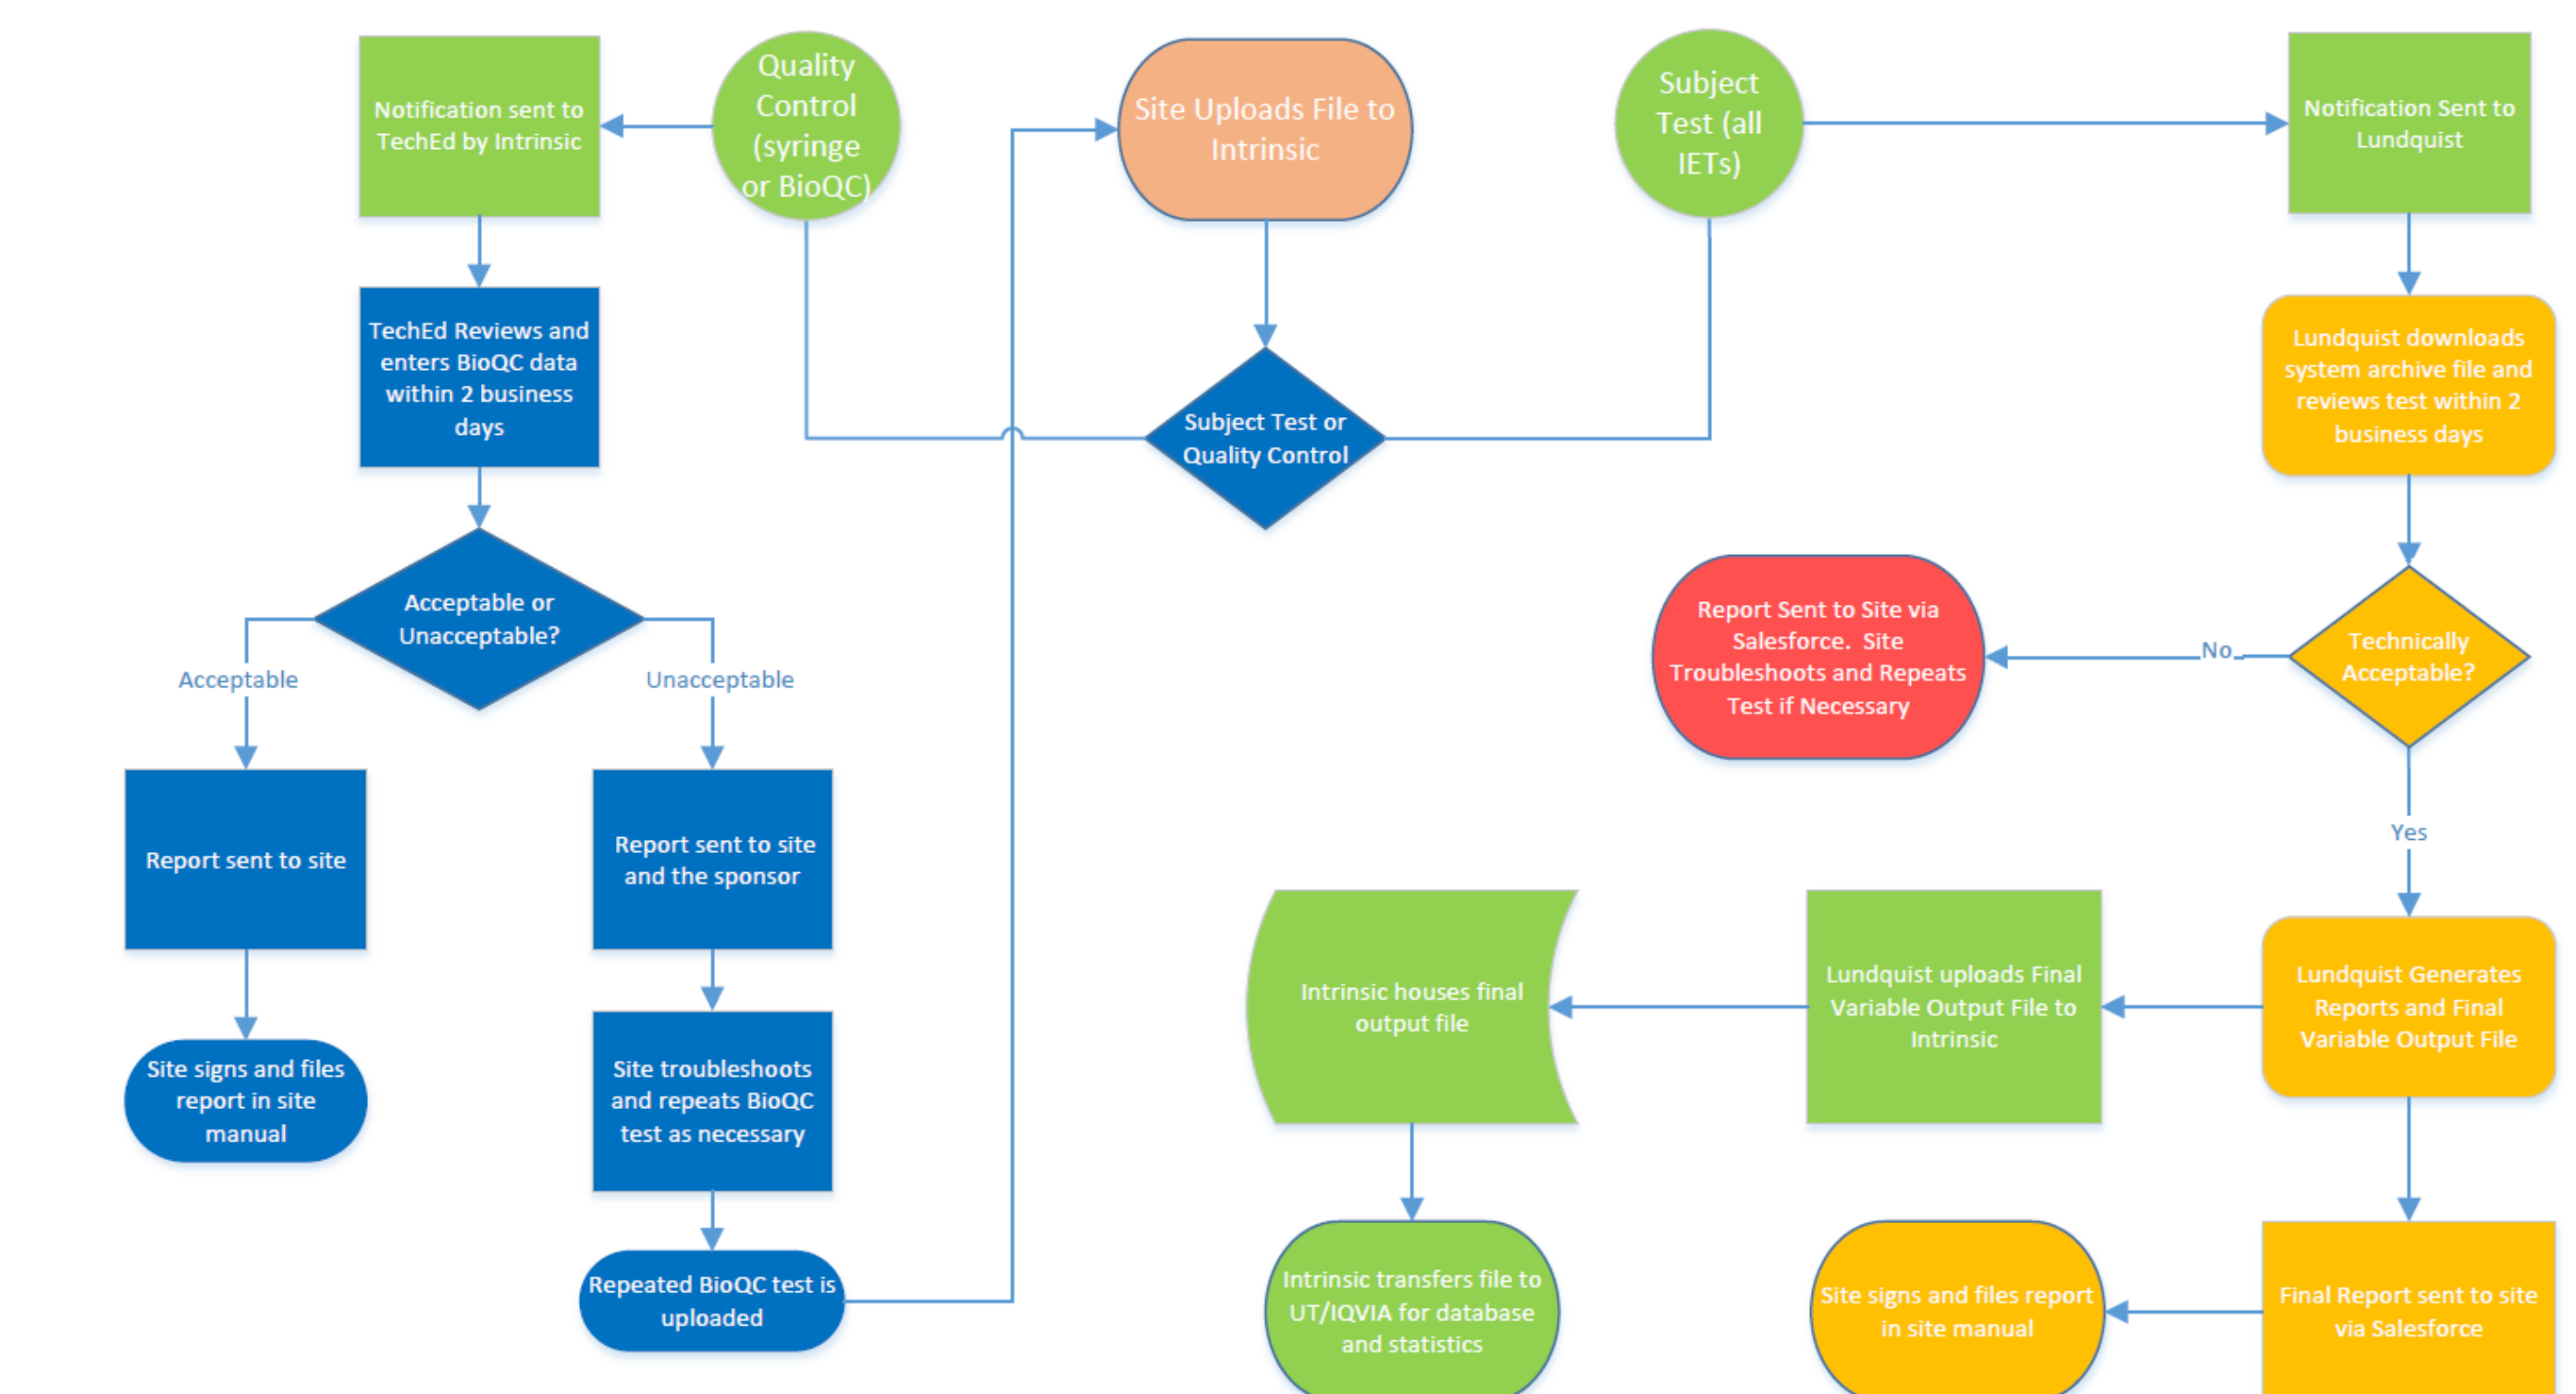 Notification sent to
TechEd by Intrinsic
Quality
Control
(syringe
or BioQC)
Site Uploads File to
Intrinsic
Subject
Test (all
IETs)
Notification Sent to
Lundquist
TechEd Reviews and
enters BioQC data
within 2 business
days
Subject Test or
Quality Control
Lundquist downloads
system archive file and
reviews test within 2
business days
Acceptable or
Unacceptable?
Acceptable
Unacceptable
Report Sent to Site via
Salesforce. Site
Troubleshoots and Repeats
Test if Necessary
No
Technically
Acceptable?
Yes
Report sent to site
Report sent to site
and the sponsor
Intrinsic houses final
output file
Lundquist uploads Final
Variable Output File to
Intrinsic
Lundquist Generates
Reports and Final
Variable Output File
Site signs and files
report in site
manual
Site troubleshoots
and repeats BioQC
test as necessary
Repeated BioQC test is
uploaded
Intrinsic transfers file to
UT/IQVIA for database
and statistics
Site signs and files report
in site manual
Final Report sent to site
via Salesforce